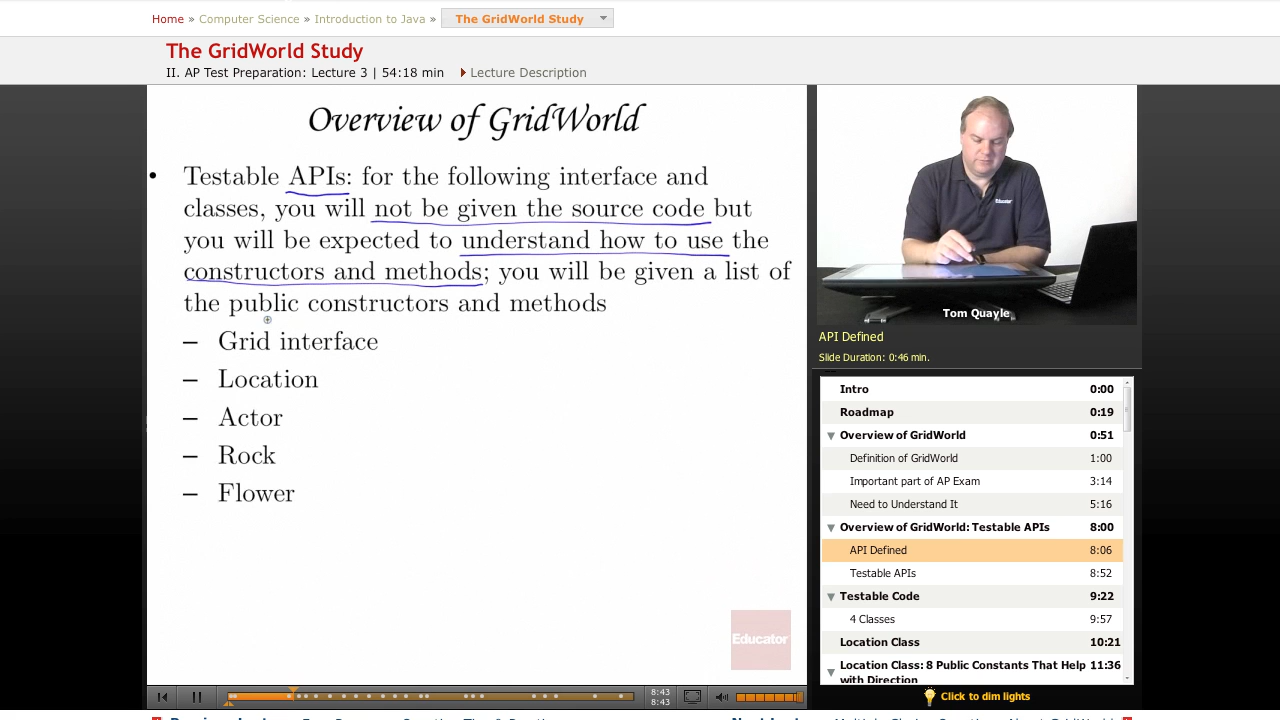 Home » Computer Science » Introduction to Java » The GridWorld Study
The GridWorld Study
II. AP Test Preparation: Lecture 3 | 54:18 min Lecture Description
Overview of GridWorld
• Testable APIs: for the following interface and
classes, you will not be given the source code but
you will be expected to understand how to use the
constructors and methods; you will be given a list of
the public constructors and methods
– Grid interface
– Location
– Actor
– Rock
– Flower
Educator
Educator
Tom Quayle
API Defined
Slide Duration: 0:46 min.
Intro 0:00
Roadmap 0:19
Overview of GridWorld 0:51
Definition of GridWorld 1:00
Important part of AP Exam 3:14
Need to Understand It 5:16
Overview of GridWorld: Testable APIs 8:00
API Defined 8:06
Testable APIs 8:52
Testable Code 9:22
4 Classes 9:57
Location Class 10:21
Location Class: 8 Public Constants That Help 11:36
with Direction
8:43
8:43
Click to dim lights